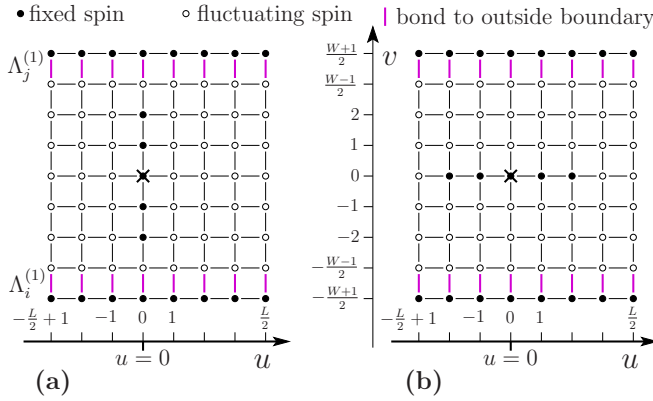 fixed spin fluctuating spin bond to outside boundary
Λ_j^(1)
Λ_i^(1)
-L/2 + 1 -1 0 1 L/2
u = 0 u
(a)
v
W+1/2
W-1/2
2
1
0
-1
-2
-W-1/2
-W+1/2
-L/2 + 1 -1 0 1 L/2
u = 0 u
(b)